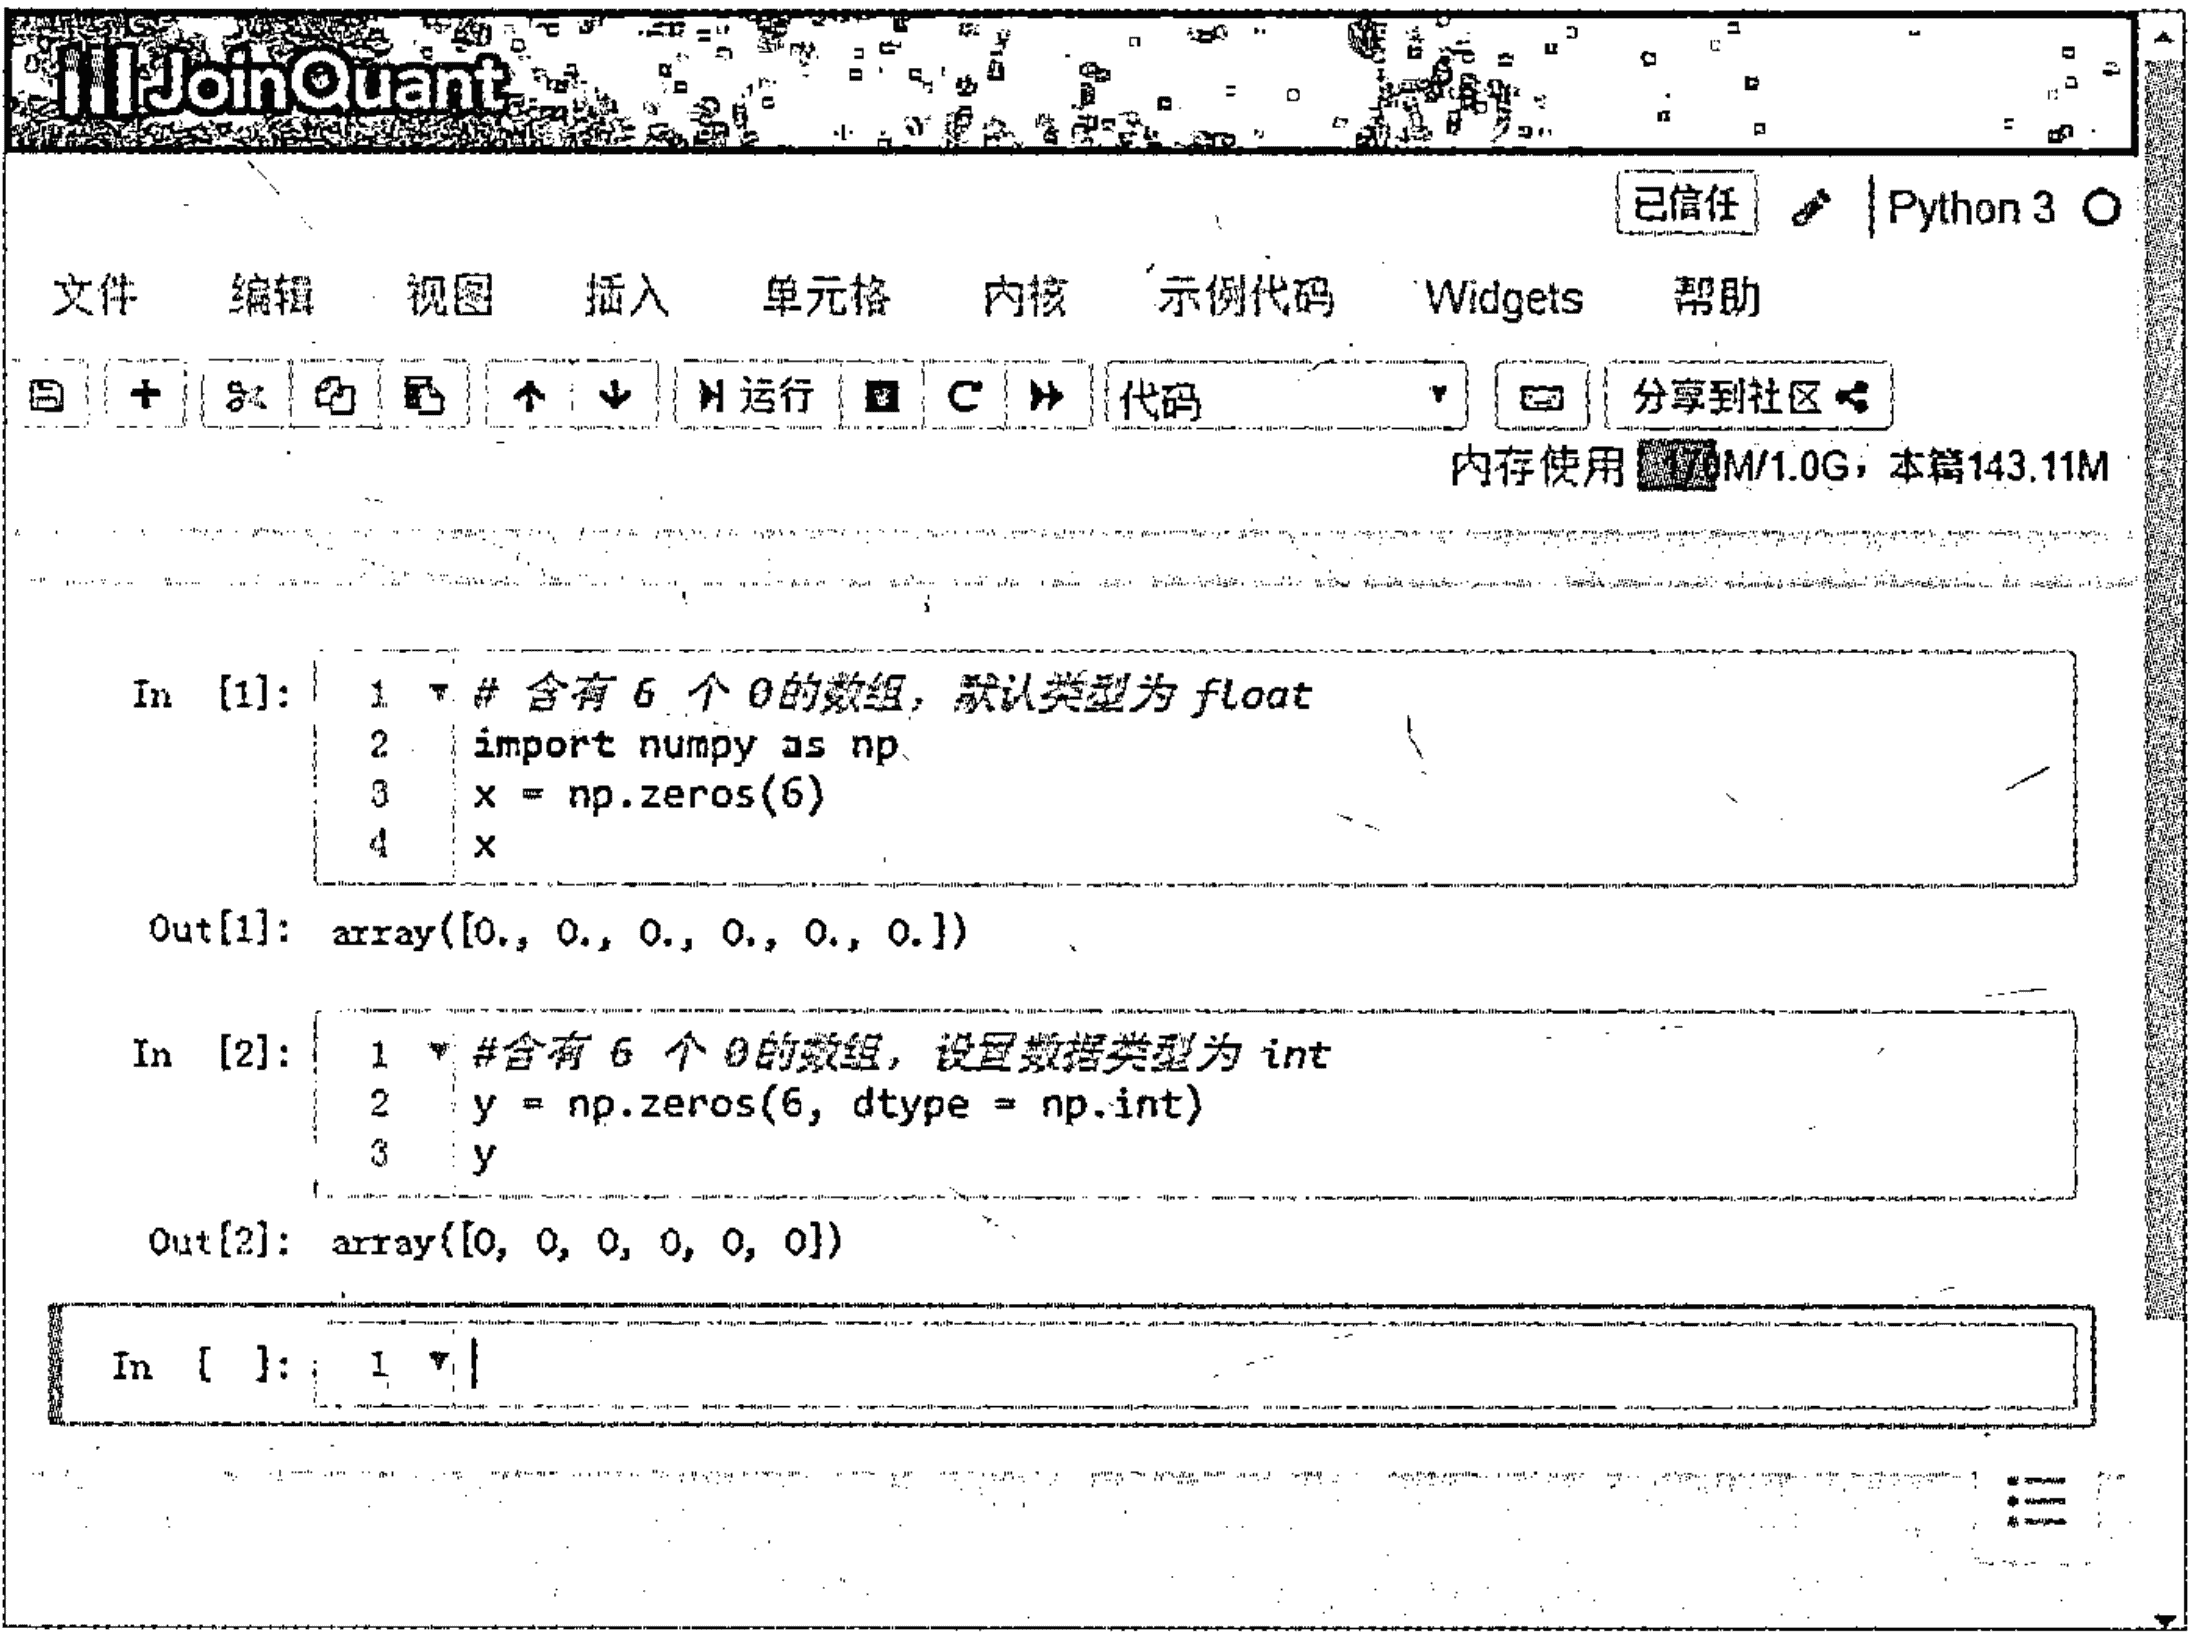 JoinQuant
已信任 Python 3
文件 编辑 视图 插入 单元格 内核 示例代码 Widgets 帮助
运行 代码 分享到社区
内存使用 M/1.0G，本篇143.11M
In [1]: 1 # 含有 6 个 0的数组，默认类型为 float
2 import numpy as np
3 x = np.zeros(6)
4 x
Out[1]: array([0., 0., 0., 0., 0., 0.])
In [2]: 1 #含有 6 个 0的数组，设置数据类型为 int
2 y = np.zeros(6, dtype = np.int)
3 y
Out[2]: array([0, 0, 0, 0, 0, 0])
In [ ]: 1